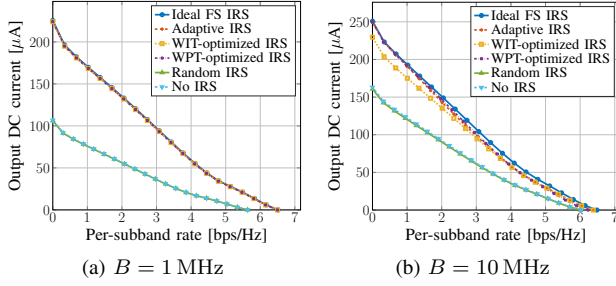 Output DC current [μA]
200
150
100
50
0
0 1 2 3 4 5 6 7
Per-subband rate [bps/Hz]
Ideal FS IRS
Adaptive IRS
WIT-optimized IRS
WPT-optimized IRS
Random IRS
No IRS
(a) B = 1 MHz
Output DC current [μA]
250
200
150
100
50
0
0 1 2 3 4 5 6 7
Per-subband rate [bps/Hz]
Ideal FS IRS
Adaptive IRS
WIT-optimized IRS
WPT-optimized IRS
Random IRS
No IRS
(b) B = 10 MHz